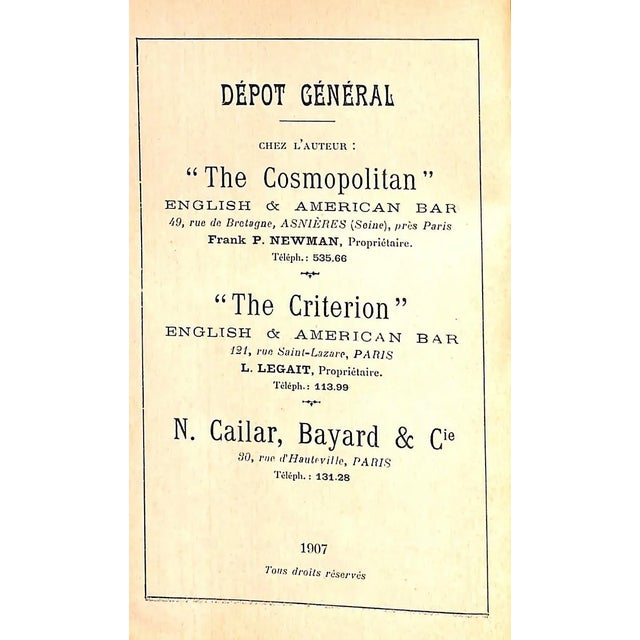 DÉPOT GÉNÉRAL
CHEZ L'AUTEUR :
“The Cosmopolitan”
ENGLISH & AMERICAN BAR
49, rue de Bretagne, ASNIÈRES (Seine), près Paris
Frank P. NEWMAN, Propriétaire.
Téléph.: 535.66
“The Criterion”
ENGLISH & AMERICAN BAR
121, rue Saint-Lazare, PARIS
L. LEGAIT, Propriétaire.
Téléph.: 113.99
N. Cailar, Bayard & Cie
30, rue d'Hauteville, PARIS
Téléph.: 131.28
1907
Tous droits réservés